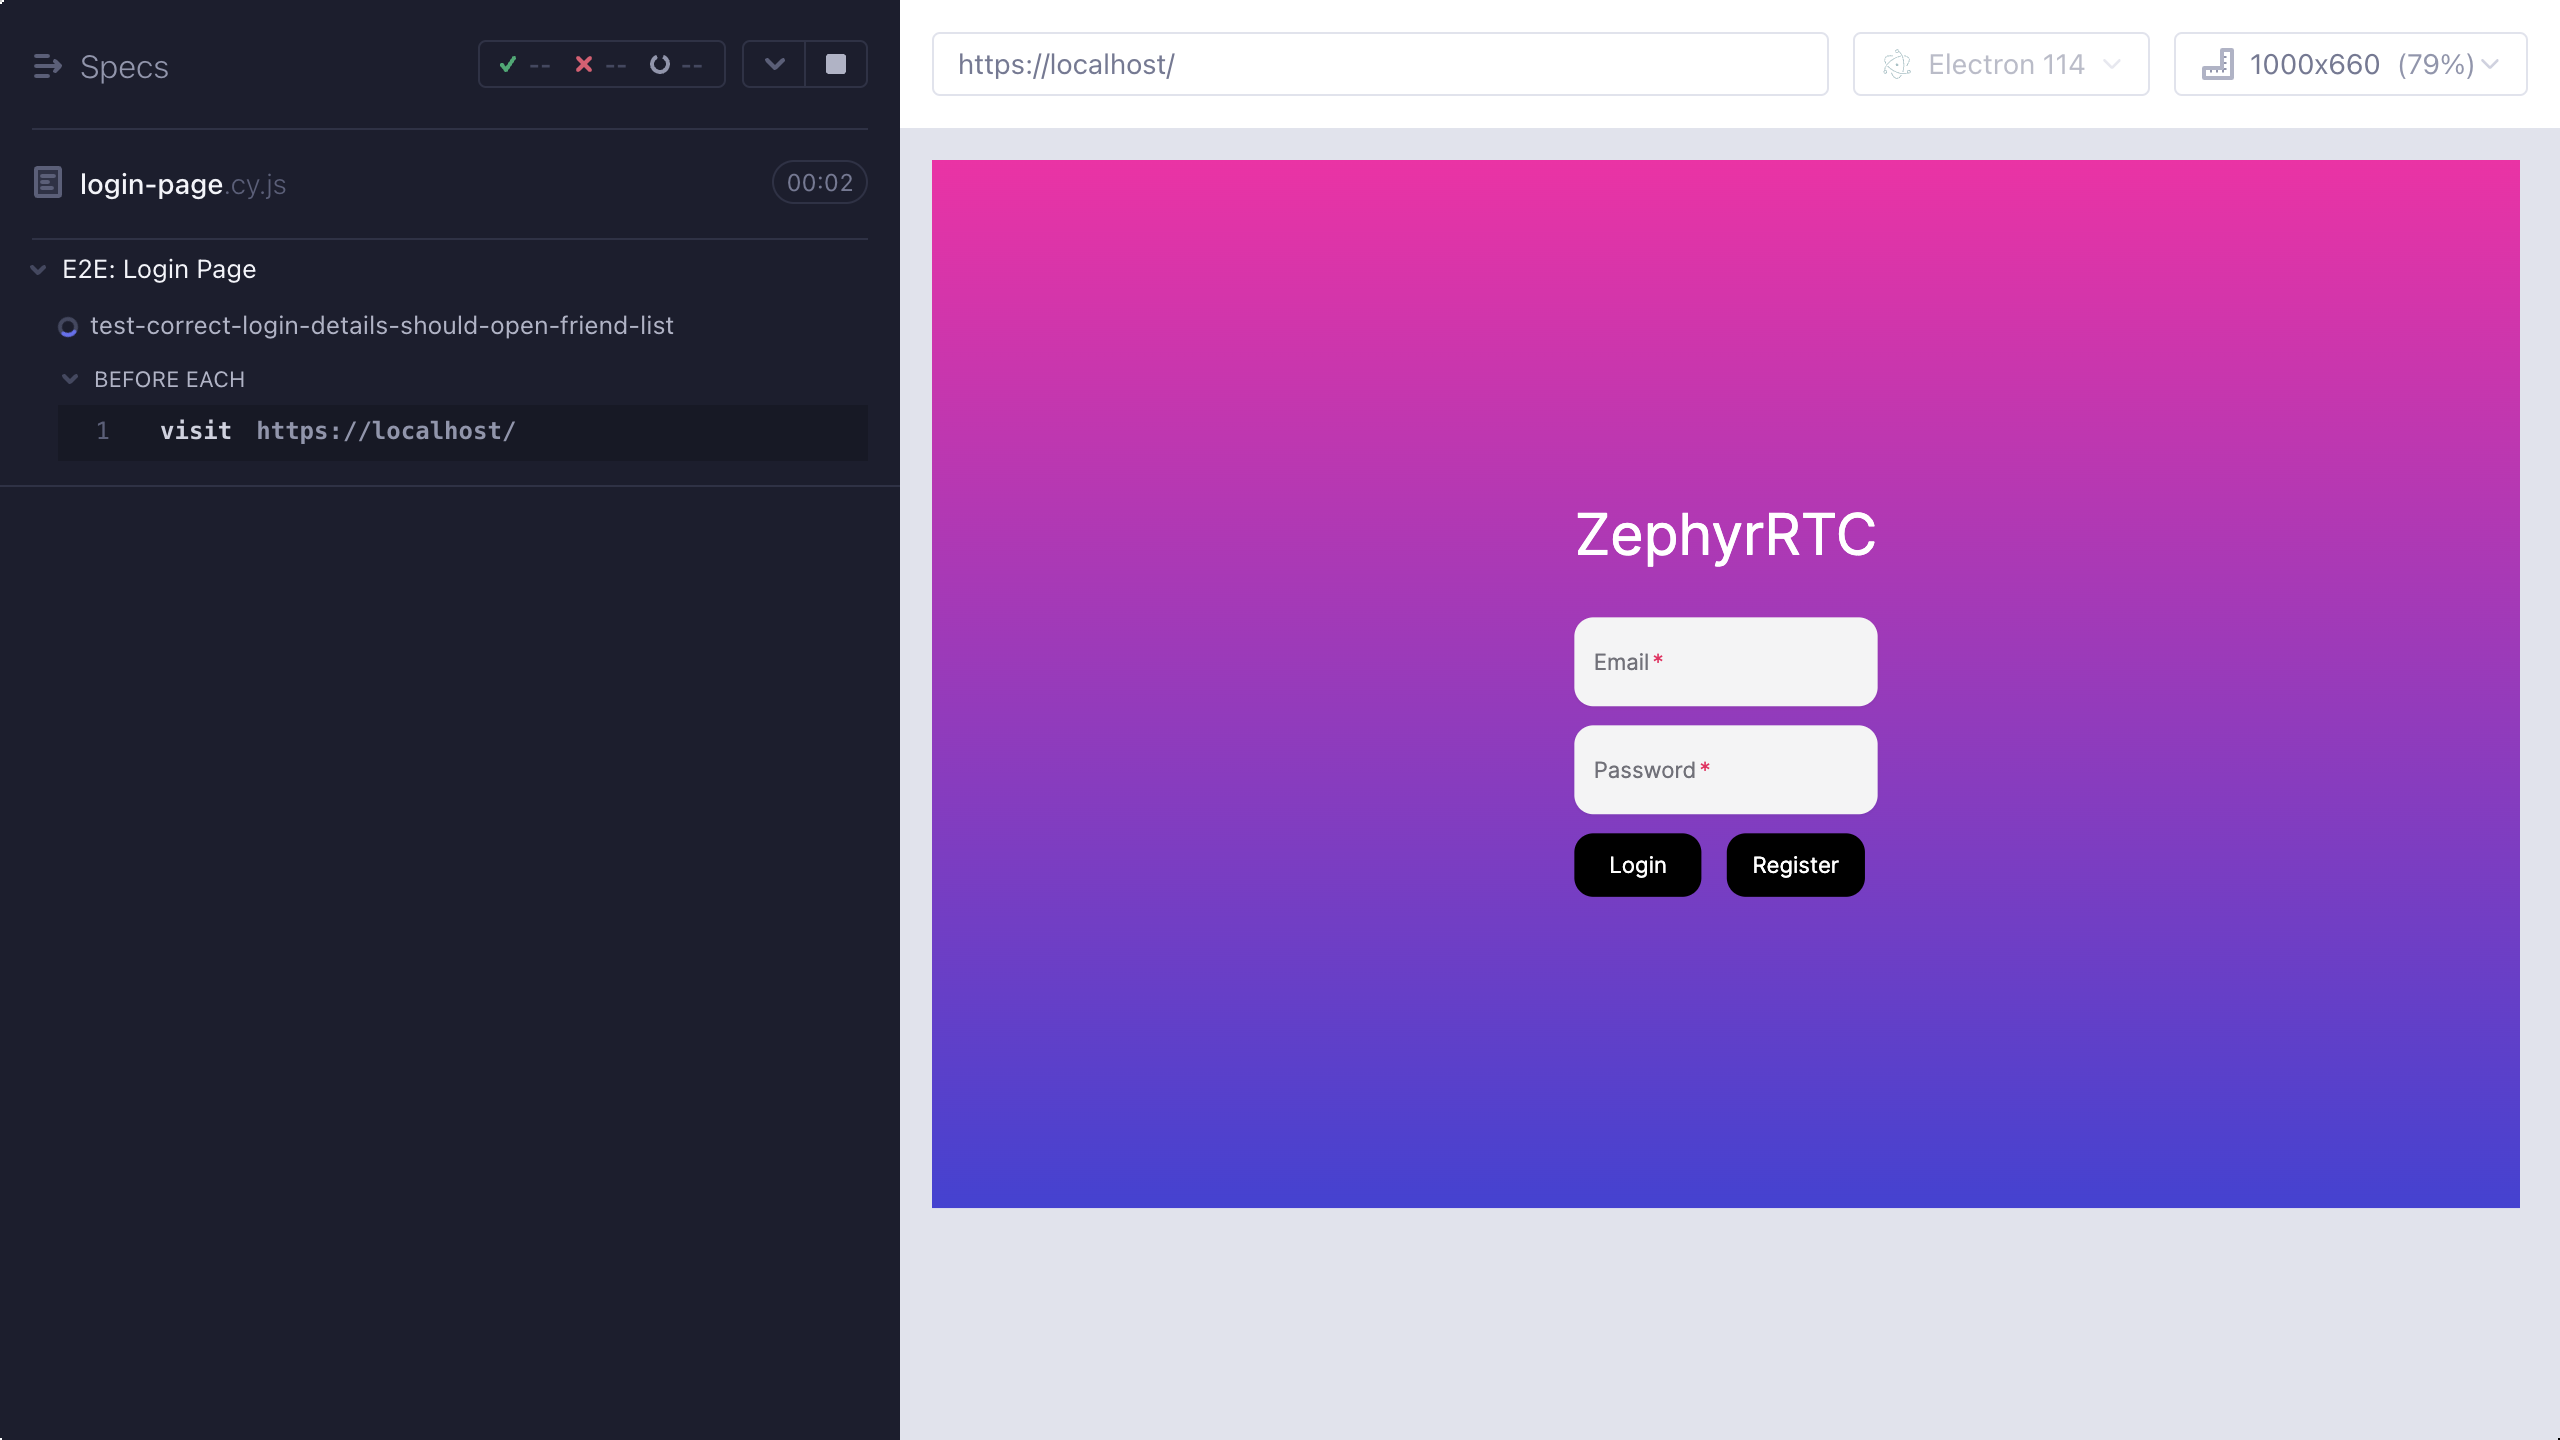 Specs
-- -- --
login-page.cy.js
00:02
E2E: Login Page
test-correct-login-details-should-open-friend-list
BEFORE EACH
1 visit https://localhost/
https://localhost/
Electron 114
1000x660 (79%)
ZephyrRTC
Email*
Password*
Login
Register